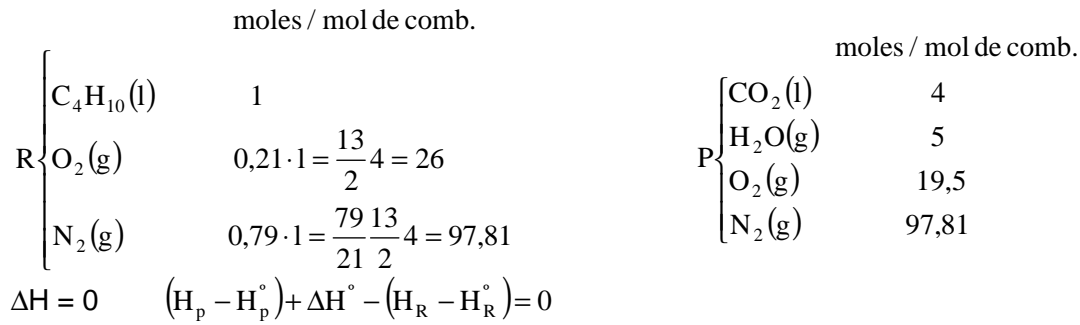 moles / mol de comb.
R { C₄H₁₀(l) 1
O₂(g) 0,21·1 = 13/2 4 = 26
N₂(g) 0,79·1 = 79/21 13/2 4 = 97,81
moles / mol de comb.
P { CO₂(l) 4
H₂O(g) 5
O₂(g) 19,5
N₂(g) 97,81
ΔH = 0 (Hₚ − H°ₚ) + ΔH° − (H_R − H°_R) = 0